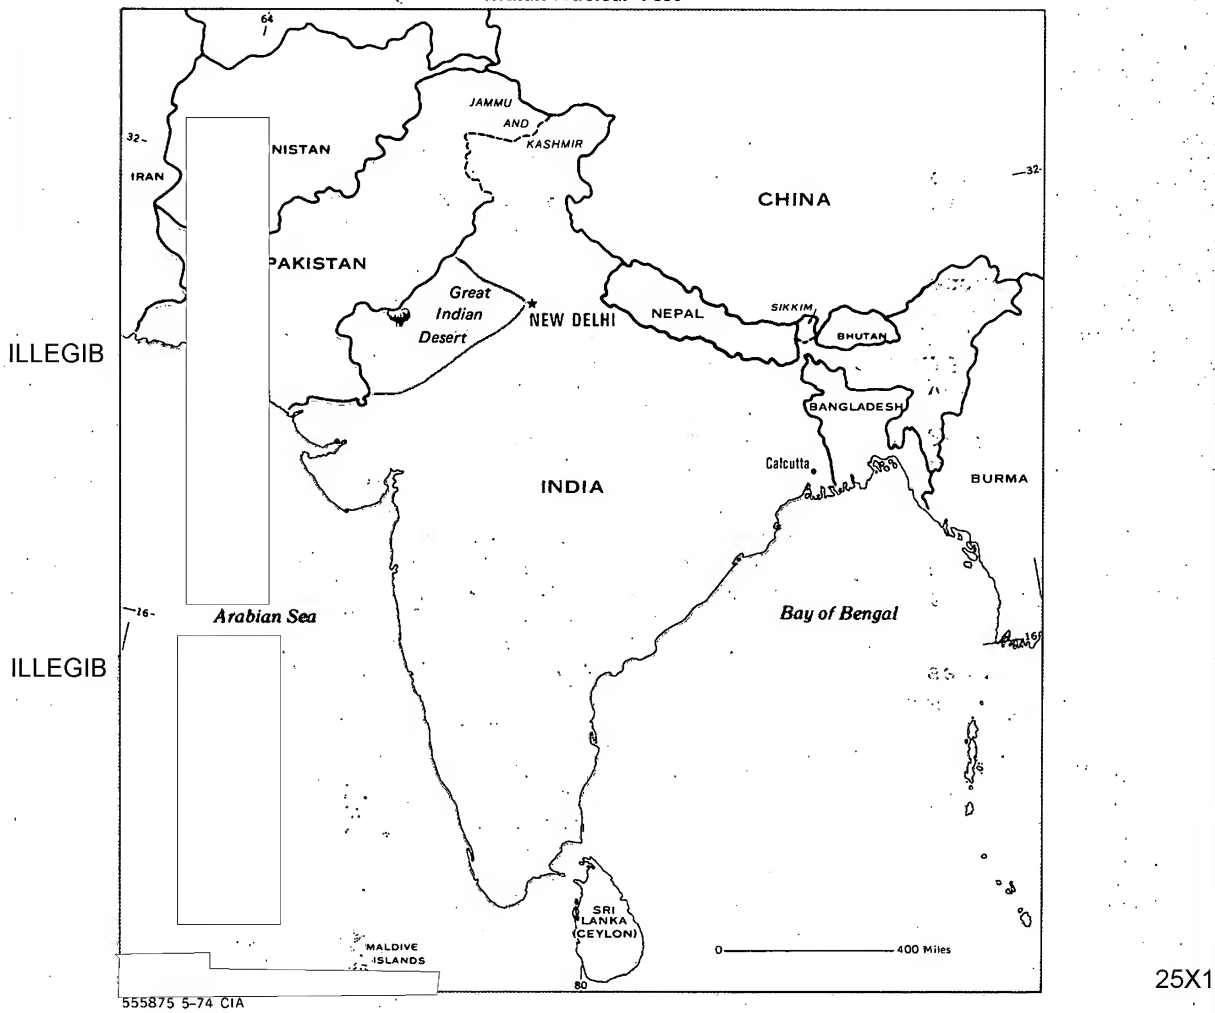 64
JAMMU
AND
KASHMIR
32-
NISTAN
IRAN
-32-
CHINA
PAKISTAN
Great
Indian
Desert
NEW DELHI
NEPAL
SIKKIM
BHUTAN
ILLEGIB
BANGLADESH
Calcutta
INDIA
BURMA
-16-
Arabian Sea
Bay of Bengal
16
ILLEGIB
SRI
LANKA
(CEYLON)
MALDIVE
ISLANDS
0 400 Miles
80
25X1
555875 5-74 CIA